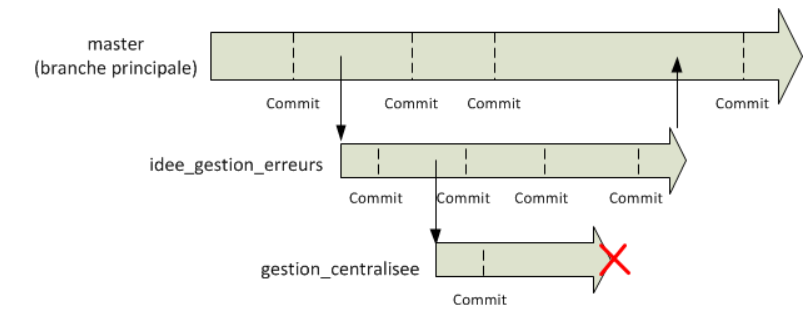 master
(branche principale)
Commit
Commit
Commit
Commit
idee_gestion_erreurs
Commit
Commit
Commit
Commit
gestion_centralisee
Commit